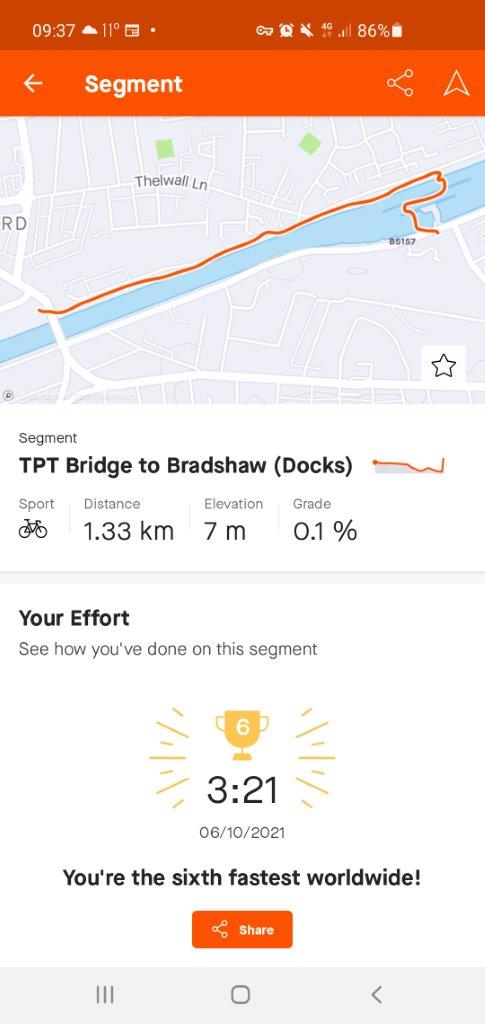 09:37 11° 4G 86%
Segment
Thelwall Ln
RD
B5157
Segment
TPT Bridge to Bradshaw (Docks)
Sport Distance Elevation Grade
1.33 km 7 m 0.1 %
Your Effort
See how you've done on this segment
6
3:21
06/10/2021
You're the sixth fastest worldwide!
Share